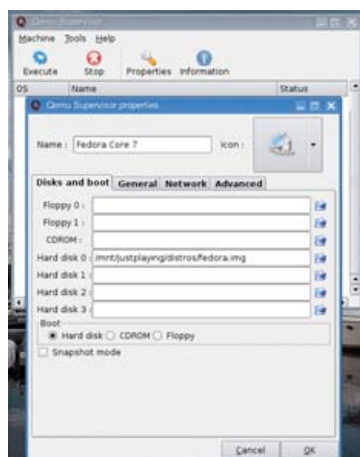 Qemu Supervisor
Machine Tools Help
Execute Stop Properties Information
OS Name Status
Qemu Supervisor properties
Name : Fedora Core 7 Icon :
Disks and boot General Network Advanced
Floppy 0 :
Floppy 1 :
CDROM :
Hard disk 0 : /mnt/justplaying/distros/fedora.img
Hard disk 1 :
Hard disk 2 :
Hard disk 3 :
Boot
Hard disk CDROM Floppy
Snapshot mode
Cancel OK